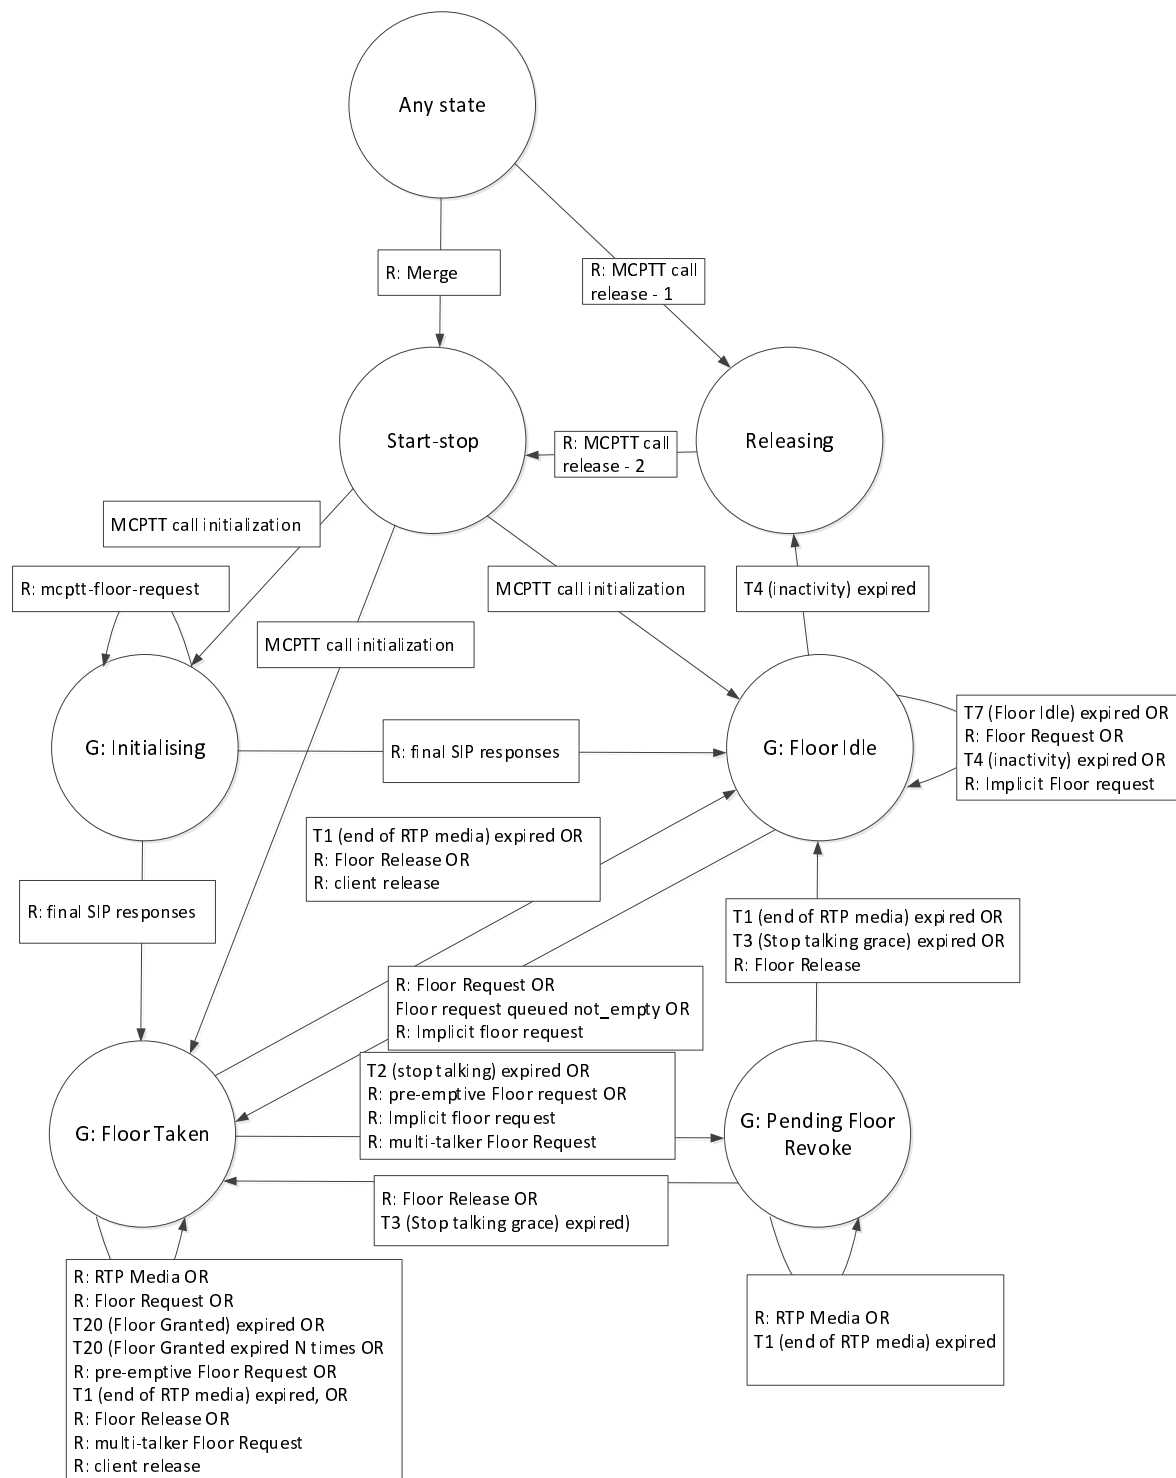 Any state
R: Merge
R: MCPTT call
release - 1
Start-stop
Releasing
R: MCPTT call
release - 2
MCPTT call initialization
R: mcptt-floor-request
MCPTT call initialization
T4 (inactivity) expired
MCPTT call initialization
G: Initialising
R: final SIP responses
G: Floor Idle
T7 (Floor Idle) expired OR
R: Floor Request OR
T4 (inactivity) expired OR
R: Implicit Floor request
T1 (end of RTP media) expired OR
R: Floor Release OR
R: client release
R: final SIP responses
T1 (end of RTP media) expired OR
T3 (Stop talking grace) expired OR
R: Floor Release
R: Floor Request OR
Floor request queued not_empty OR
R: Implicit floor request
T2 (stop talking) expired OR
R: pre-emptive Floor request OR
R: Implicit floor request
R: multi-talker Floor Request
G: Floor Taken
G: Pending Floor
Revoke
R: Floor Release OR
T3 (Stop talking grace) expired)
R: RTP Media OR
R: Floor Request OR
T20 (Floor Granted) expired OR
T20 (Floor Granted expired N times OR
R: pre-emptive Floor Request OR
T1 (end of RTP media) expired, OR
R: Floor Release OR
R: multi-talker Floor Request
R: client release
R: RTP Media OR
T1 (end of RTP media) expired